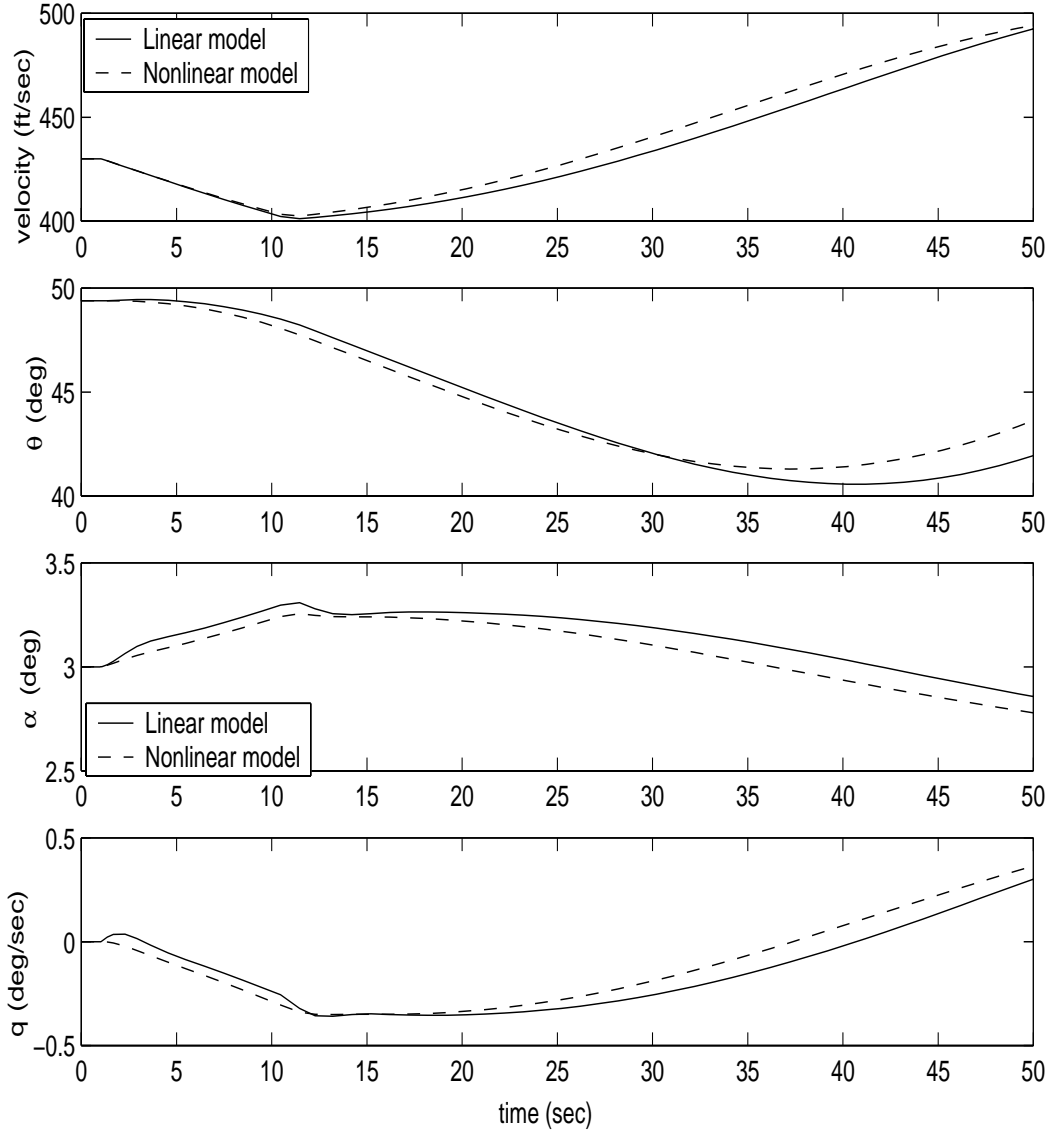 500
450
400
velocity (ft/sec)
Linear model
Nonlinear model
0 5 10 15 20 25 30 35 40 45 50
50
45
40
θ (deg)
0 5 10 15 20 25 30 35 40 45 50
3.5
3
2.5
α (deg)
Linear model
Nonlinear model
0 5 10 15 20 25 30 35 40 45 50
0.5
0
−0.5
q (deg/sec)
0 5 10 15 20 25 30 35 40 45 50
time (sec)